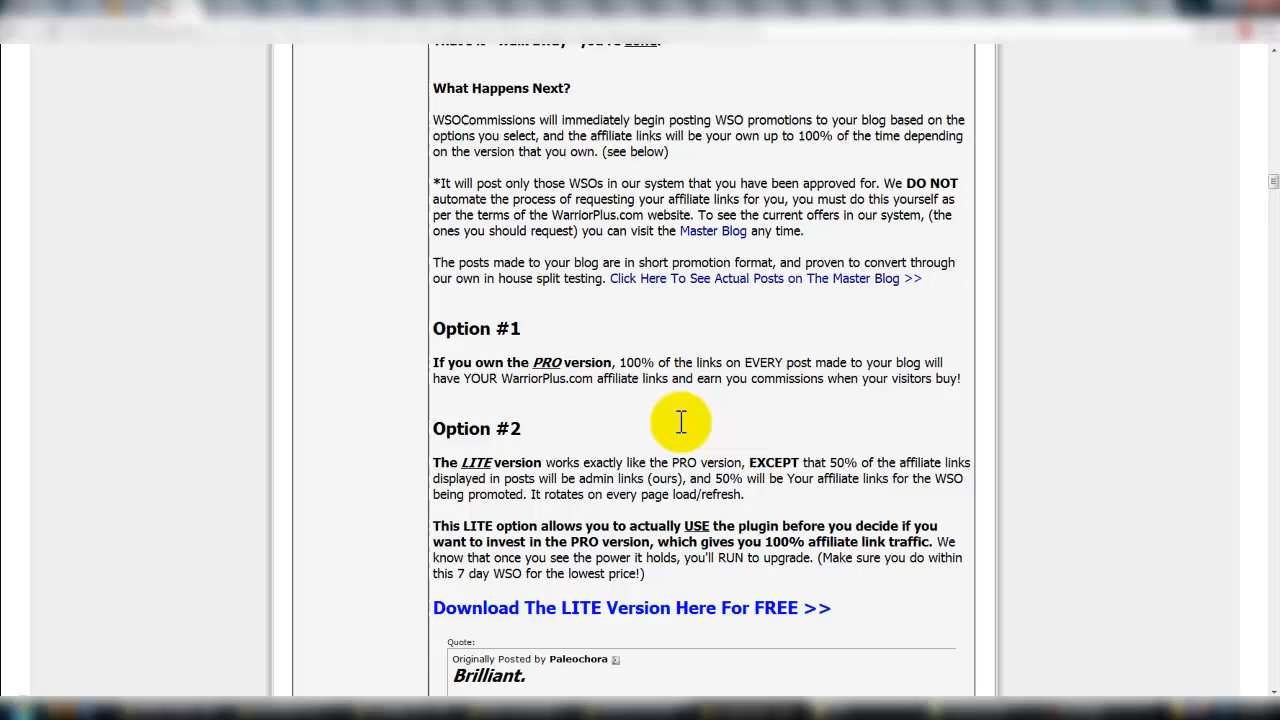 What Happens Next?
WSOCommissions will immediately begin posting WSO promotions to your blog based on the
options you select, and the affiliate links will be your own up to 100% of the time depending
on the version that you own. (see below)
*It will post only those WSOs in our system that you have been approved for. We DO NOT
automate the process of requesting your affiliate links for you, you must do this yourself as
per the terms of the WarriorPlus.com website. To see the current offers in our system, (the
ones you should request) you can visit the Master Blog any time.
The posts made to your blog are in short promotion format, and proven to convert through
our own in house split testing. Click Here To See Actual Posts on The Master Blog >>
Option #1
If you own the PRO version, 100% of the links on EVERY post made to your blog will
have YOUR WarriorPlus.com affiliate links and earn you commissions when your visitors buy!
Option #2
The LITE version works exactly like the PRO version, EXCEPT that 50% of the affiliate links
displayed in posts will be admin links (ours), and 50% will be Your affiliate links for the WSO
being promoted. It rotates on every page load/refresh.
This LITE option allows you to actually USE the plugin before you decide if you
want to invest in the PRO version, which gives you 100% affiliate link traffic. We
know that once you see the power it holds, you'll RUN to upgrade. (Make sure you do within
this 7 day WSO for the lowest price!)
Download The LITE Version Here For FREE >>
Quote:
Originally Posted by Paleochora
Brilliant.